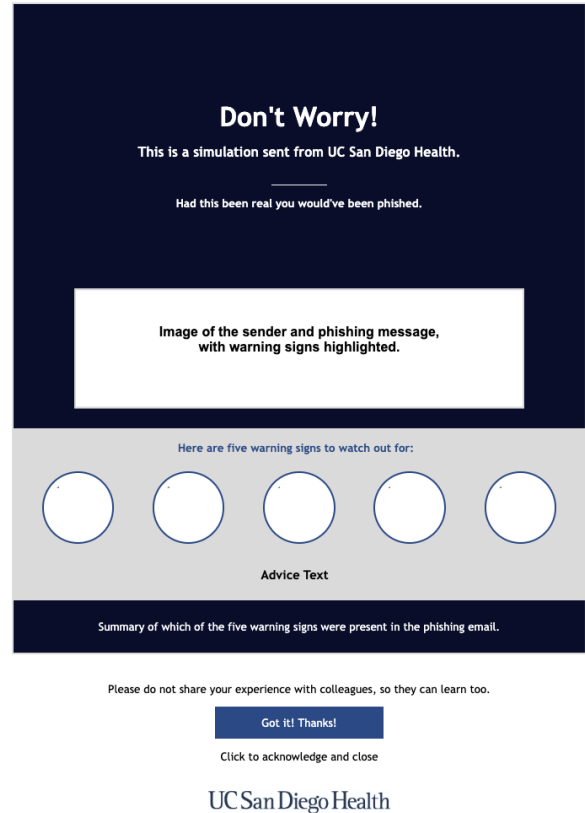 Don't Worry!
This is a simulation sent from UC San Diego Health.
Had this been real you would've been phished.
Image of the sender and phishing message,
with warning signs highlighted.
Here are five warning signs to watch out for:
Advice Text
Summary of which of the five warning signs were present in the phishing email.
Please do not share your experience with colleagues, so they can learn too.
Got it! Thanks!
Click to acknowledge and close
UC San Diego Health